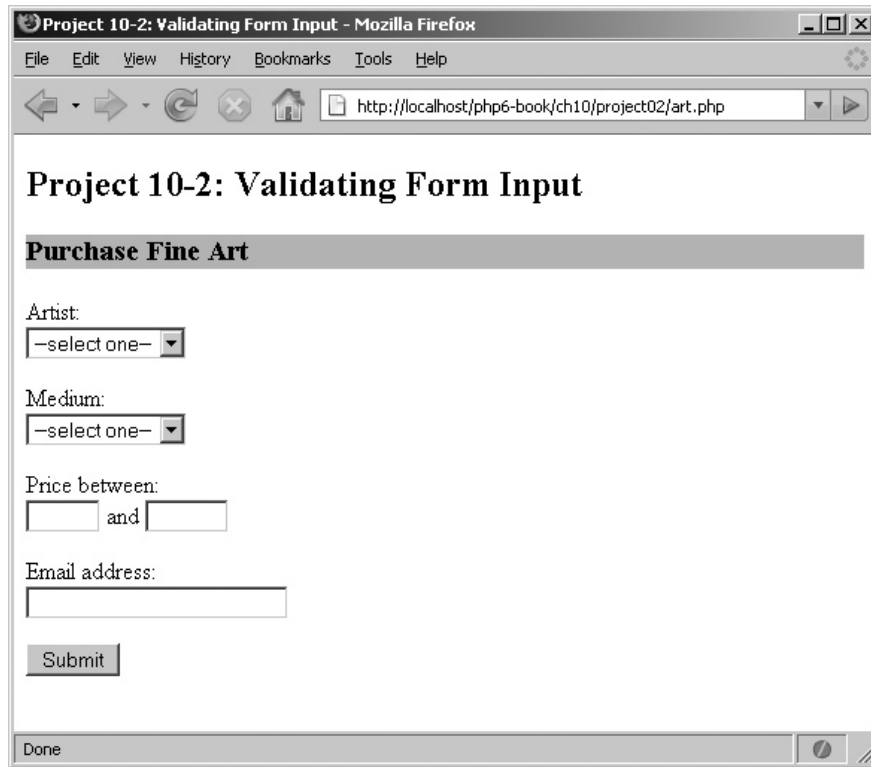 Project 10-2: Validating Form Input - Mozilla Firefox
File Edit View History Bookmarks Tools Help
http://localhost/php6-book/ch10/project02/art.php
Project 10-2: Validating Form Input
Purchase Fine Art
Artist:
–select one–
Medium:
–select one–
Price between:
and
Email address:
Submit
Done